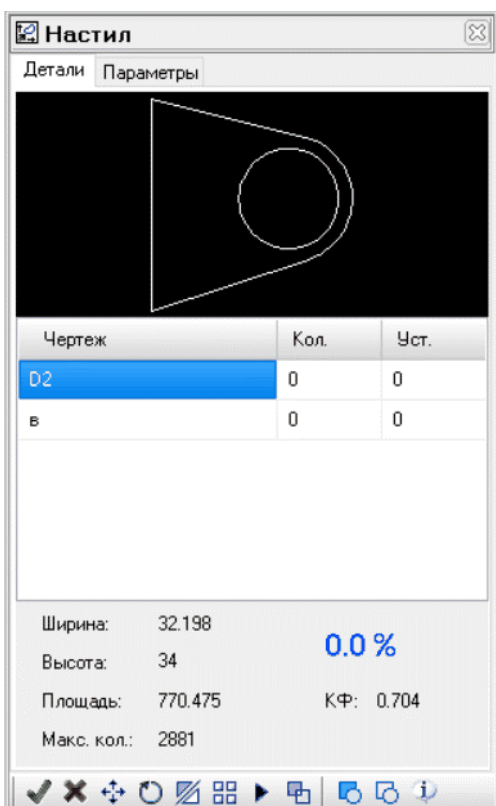 Настил
Детали Параметры
Чертеж Кол. Уст.
D2 0 0
в 0 0
Ширина: 32.198
0.0 %
Высота: 34
Площадь: 770.475 КФ: 0.704
Макс. кол.: 2881